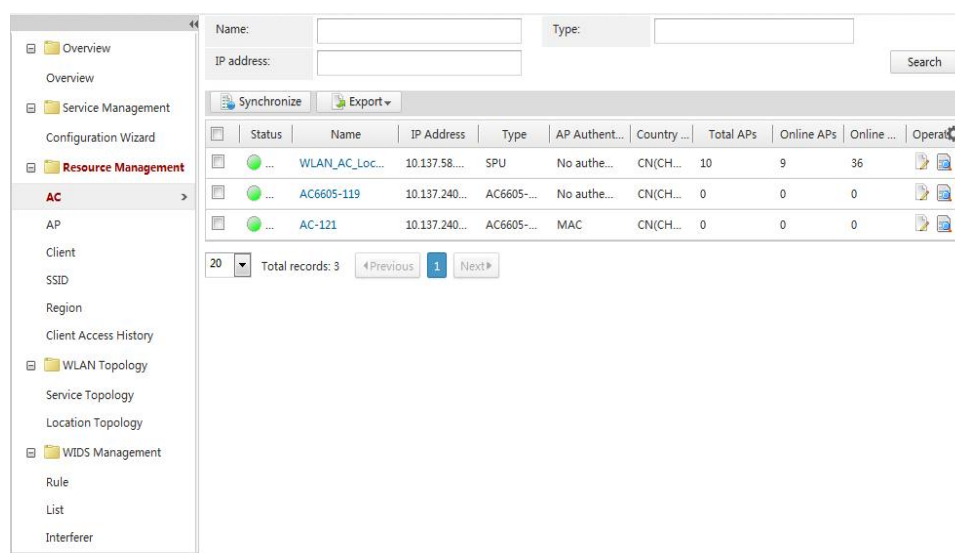 Overview
Overview
Service Management
Configuration Wizard
Resource Management
AC >
AP
Client
SSID
Region
Client Access History
WLAN Topology
Service Topology
Location Topology
WIDS Management
Rule
List
Interferer
Name: Type:
IP address: Search
Synchronize Export
Status Name IP Address Type AP Authent... Country ... Total APs Online APs Online ... Operat
... WLAN_AC_Loc... 10.137.58.... SPU No authe... CN(CH... 10 9 36
... AC6605-119 10.137.240... AC6605-... No authe... CN(CH... 0 0 0
... AC-121 10.137.240... AC6605-... MAC CN(CH... 0 0 0
20 Total records: 3 Previous 1 Next